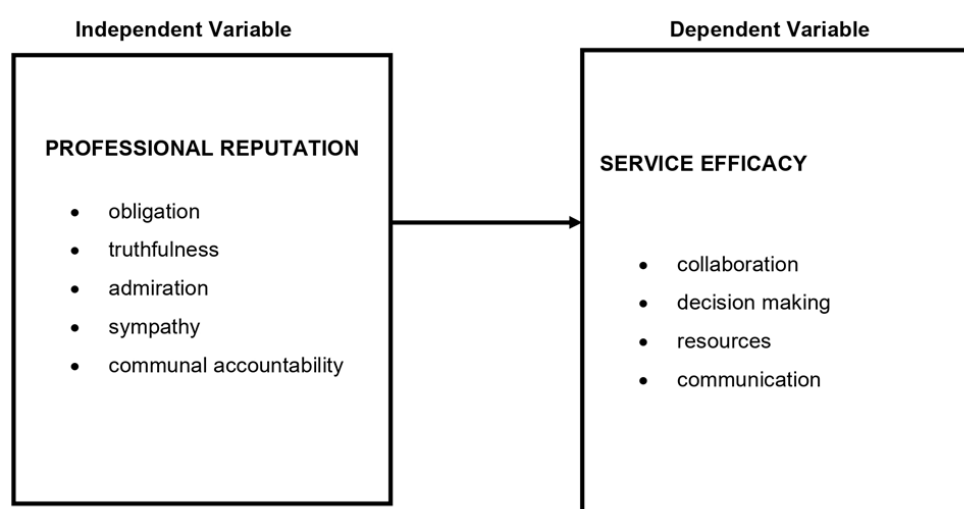 Independent Variable
Dependent Variable
PROFESSIONAL REPUTATION
• obligation
• truthfulness
• admiration
• sympathy
• communal accountability
SERVICE EFFICACY
• collaboration
• decision making
• resources
• communication